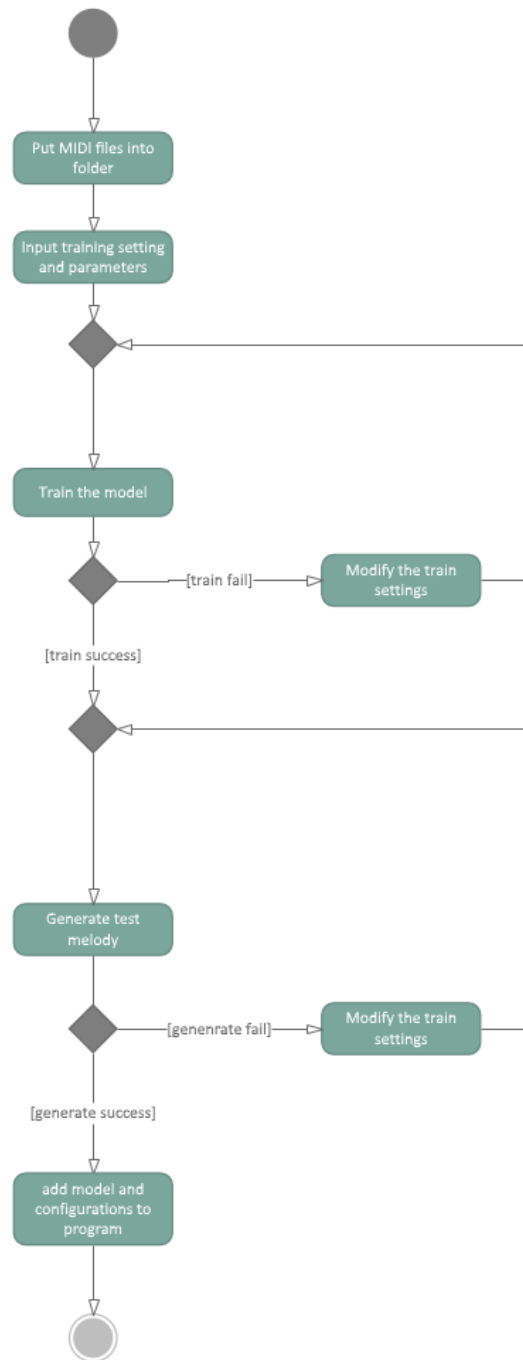 Put MIDI files into
folder
Input training setting
and parameters
Train the model
[train fail]
Modify the train
settings
[train success]
Generate test
melody
[genenrate fail]
Modify the train
settings
[generate success]
add model and
configurations to
program